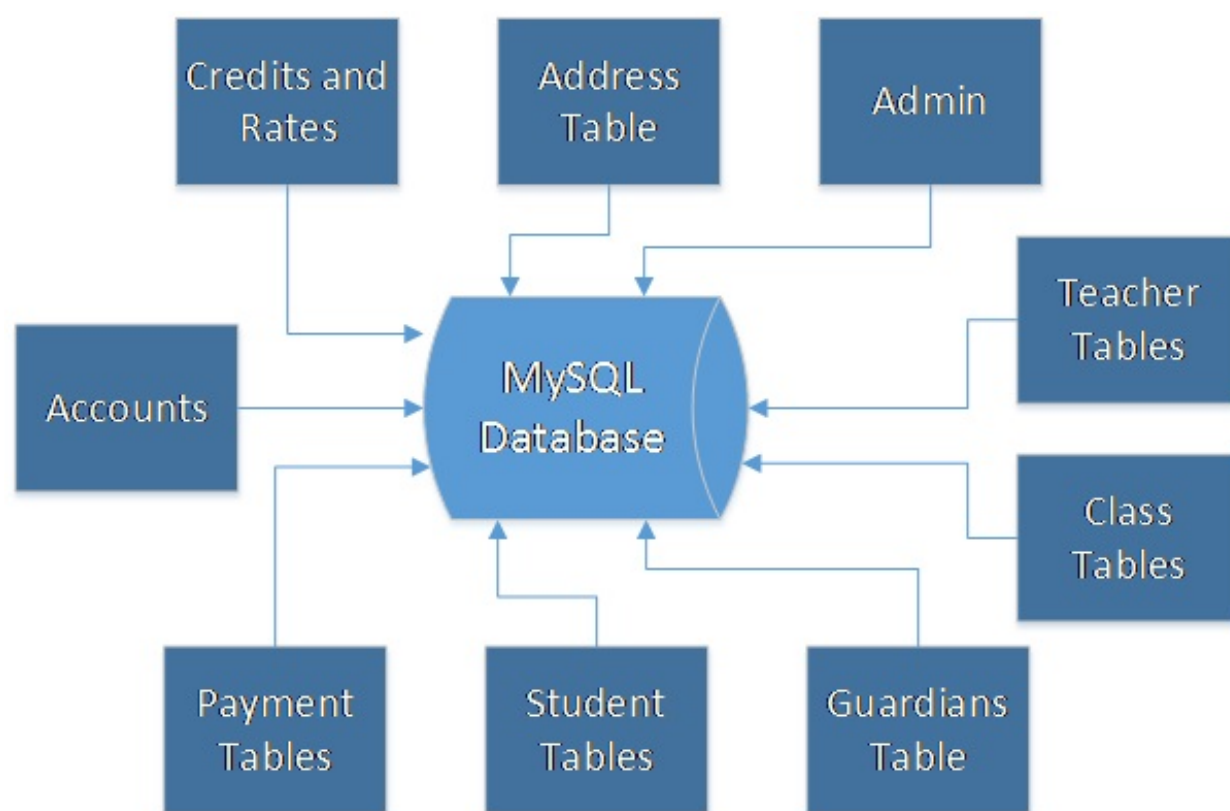 Credits and
Rates
Address
Table
Admin
Teacher
Tables
Accounts
MySQL
Database
Class
Tables
Payment
Tables
Student
Tables
Guardians
Table